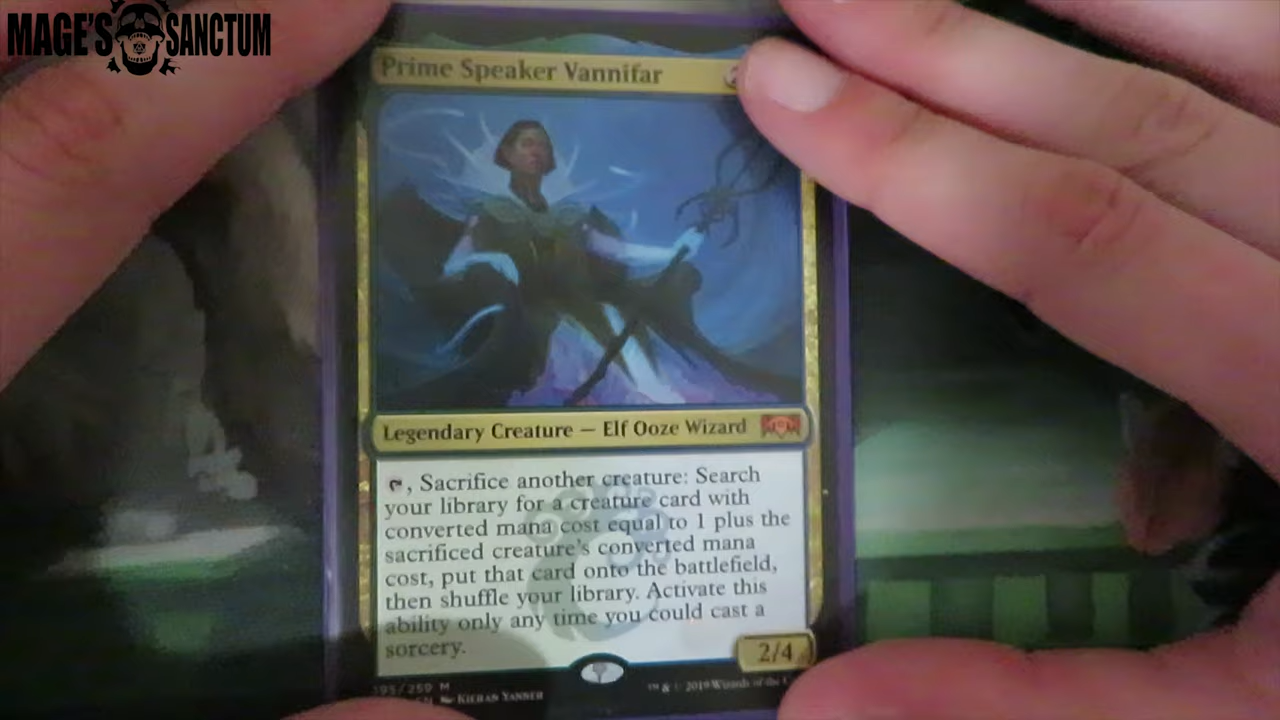 MAGE'S SANCTUM
Prime Speaker Vannifar
Legendary Creature — Elf Ooze Wizard
, Sacrifice another creature: Search
your library for a creature card with
converted mana cost equal to 1 plus the
sacrificed creature's converted mana
cost, put that card onto the battlefield,
then shuffle your library. Activate this
ability only any time you could cast a
sorcery.
2/4
195/259 M
KIERAN YANNER
™ & © 2019 Wizards of the